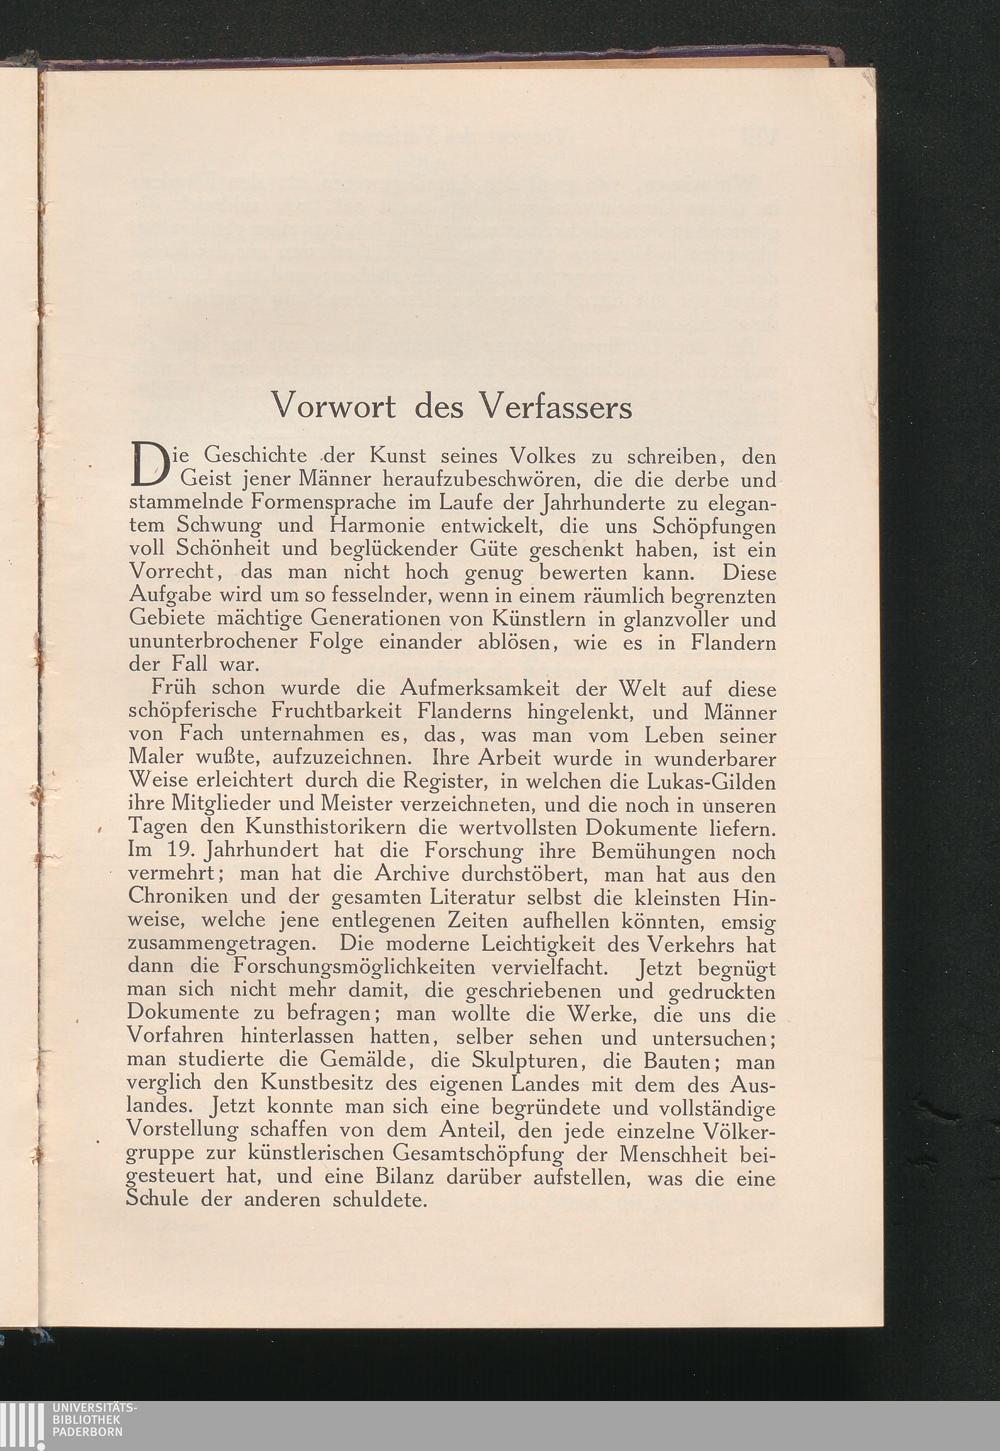 Vorwort des Verfassers
Die Geschichte der Kunst seines Volkes zu schreiben, den
Geist jener Männer heraufzubeschwören, die die derbe und
stammelnde Formensprache im Laufe der Jahrhunderte zu elegan-
tem Schwung und Harmonie entwickelt, die uns Schöpfungen
voll Schönheit und beglückender Güte geschenkt haben, ist ein
Vorrecht, das man nicht hoch genug bewerten kann. Diese
Aufgabe wird um so fesselnder, wenn in einem räumlich begrenzten
Gebiete mächtige Generationen von Künstlern in glanzvoller und
ununterbrochener Folge einander ablösen, wie es in Flandern
der Fall war.
Früh schon wurde die Aufmerksamkeit der Welt auf diese
schöpferische Fruchtbarkeit Flanderns hingelenkt, und Männer
von Fach unternahmen es, das, was man vom Leben seiner
Maler wußte, aufzuzeichnen. Ihre Arbeit wurde in wunderbarer
Weise erleichtert durch die Register, in welchen die Lukas-Gilden
ihre Mitglieder und Meister verzeichneten, und die noch in unseren
Tagen den Kunsthistorikern die wertvollsten Dokumente liefern.
Im 19. Jahrhundert hat die Forschung ihre Bemühungen noch
vermehrt; man hat die Archive durchstöbert, man hat aus den
Chroniken und der gesamten Literatur selbst die kleinsten Hin-
weise, welche jene entlegenen Zeiten aufhellen könnten, emsig
zusammengetragen. Die moderne Leichtigkeit des Verkehrs hat
dann die Forschungsmöglichkeiten vervielfacht. Jetzt begnügt
man sich nicht mehr damit, die geschriebenen und gedruckten
Dokumente zu befragen; man wollte die Werke, die uns die
Vorfahren hinterlassen hatten, selber sehen und untersuchen;
man studierte die Gemälde, die Skulpturen, die Bauten; man
verglich den Kunstbesitz des eigenen Landes mit dem des Aus-
landes. Jetzt konnte man sich eine begründete und vollständige
Vorstellung schaffen von dem Anteil, den jede einzelne Völker-
gruppe zur künstlerischen Gesamtschöpfung der Menschheit bei-
gesteuert hat, und eine Bilanz darüber aufstellen, was die eine
Schule der anderen schuldete.
UNIVERSITÄTS-
BIBLIOTHEK
PADERBORN